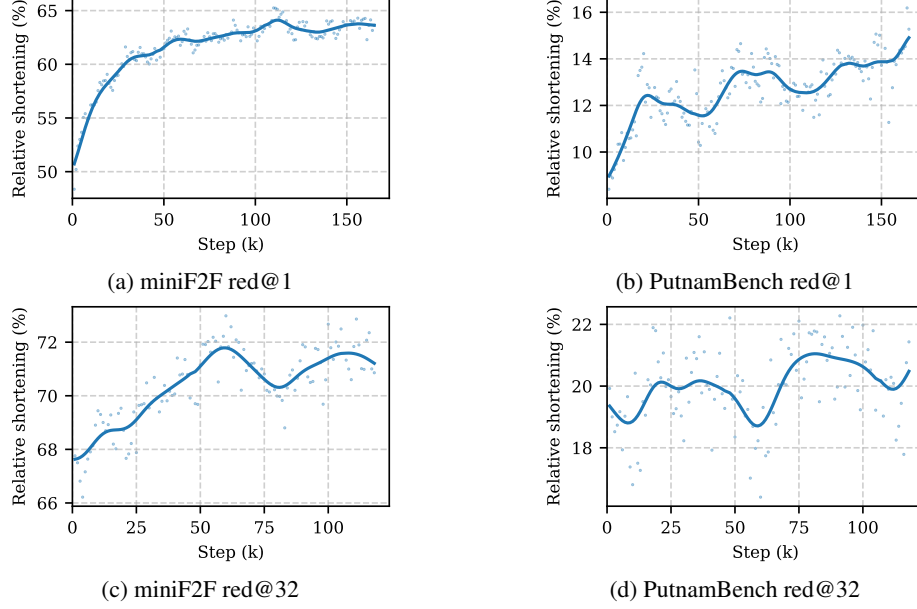 Relative shortening (%)
65
60
55
50
0
50
100
150
Step (k)
(a) miniF2F red@1
Relative shortening (%)
16
14
12
10
0
50
100
150
Step (k)
(b) PutnamBench red@1
Relative shortening (%)
72
70
68
66
0
25
50
75
100
Step (k)
(c) miniF2F red@32
Relative shortening (%)
22
20
18
0
25
50
75
100
Step (k)
(d) PutnamBench red@32